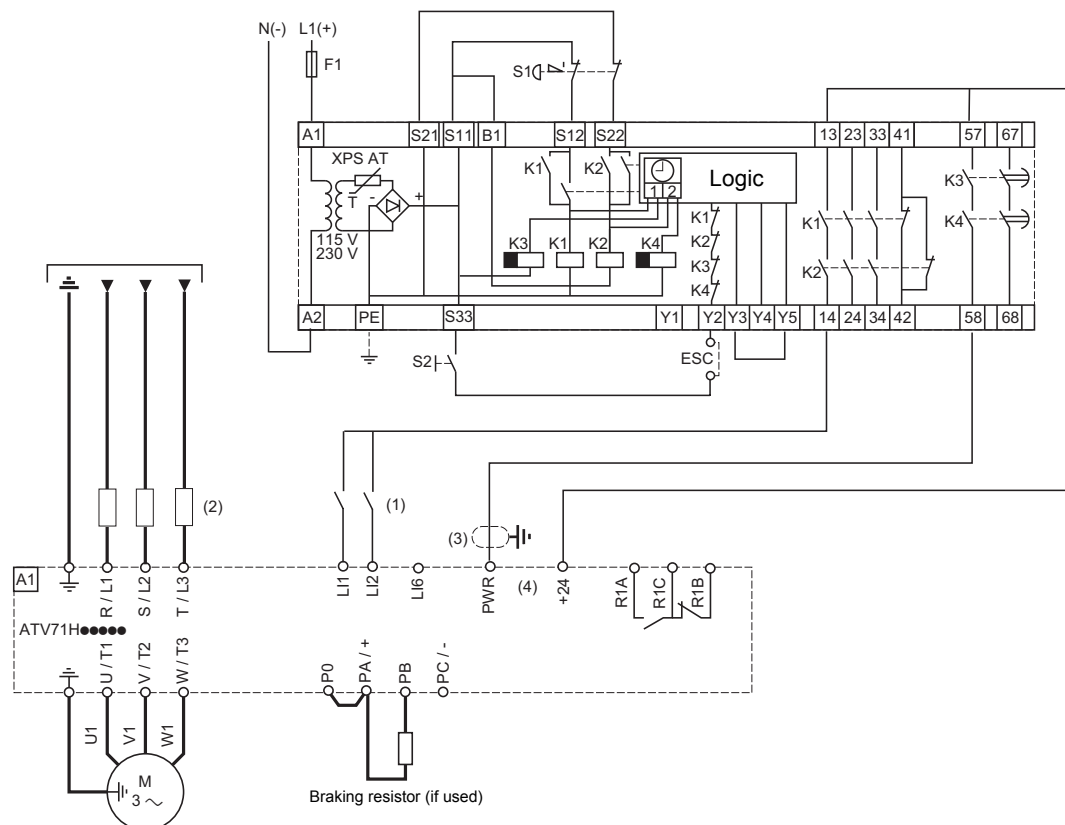 N(-) L1(+)
F1
S1
A1 S21 S11 B1 S12 S22 13 23 33 41 57 67
XPS AT
T - +
115 V
230 V
K1 K2
1 2
Logic
K3 K1 K2 K4
K1
K2
K3
K4
K1
K2
K3
K4
A2 PE S33 Y1 Y2 Y3 Y4 Y5 14 24 34 42 58 68
S2
ESC
(1)
(2)
(3)
(4)
A1
R / L1
S / L2
T / L3
LI1
LI2
LI6
PWR
+24
R1A
R1C
R1B
ATV71H●●●●●
U / T1
V / T2
W / T3
P0
PA / +
PB
PC / -
U1
V1
W1
M
3 ~
Braking resistor (if used)